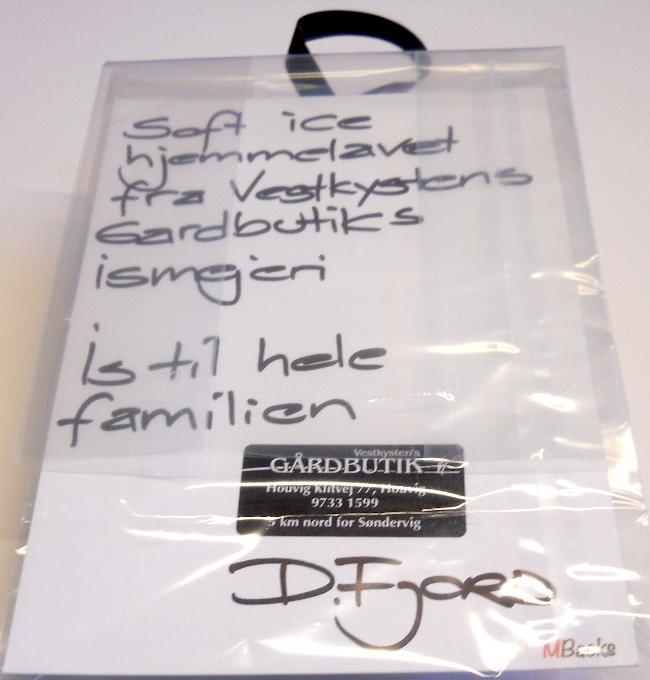 Soft ice
hjemmelavet
fra Vestkystens
Gardbutiks
ismejeri
is til hele
familien
Vestkysten's
GÅRDBUTIK
Houvig Klitvej 77, Houvig
9733 1599
5 km nord for Søndervig
D.FJORD
MBacks